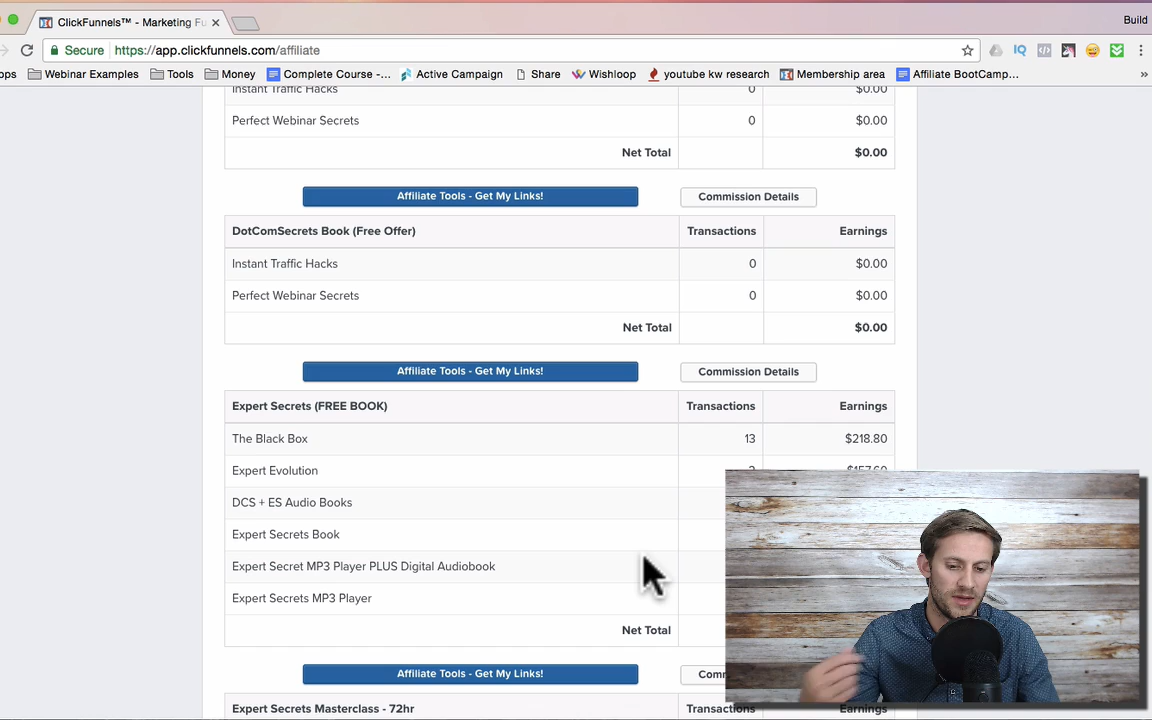 ClickFunnels™ - Marketing Fu
Build
Secure https://app.clickfunnels.com/affiliate
IQ
pps Webinar Examples Tools Money Complete Course -... Active Campaign Share Wishloop youtube kw research Membership area Affiliate BootCamp... »
Instant Traffic Hacks 0 $0.00
Perfect Webinar Secrets 0 $0.00
Net Total $0.00
Affiliate Tools - Get My Links! Commission Details
DotComSecrets Book (Free Offer) Transactions Earnings
Instant Traffic Hacks 0 $0.00
Perfect Webinar Secrets 0 $0.00
Net Total $0.00
Affiliate Tools - Get My Links! Commission Details
Expert Secrets (FREE BOOK) Transactions Earnings
The Black Box 13 $218.80
Expert Evolution
DCS + ES Audio Books
Expert Secrets Book
Expert Secret MP3 Player PLUS Digital Audiobook
Expert Secrets MP3 Player
Net Total
Affiliate Tools - Get My Links! Comm
Expert Secrets Masterclass - 72hr Transactions Earnings